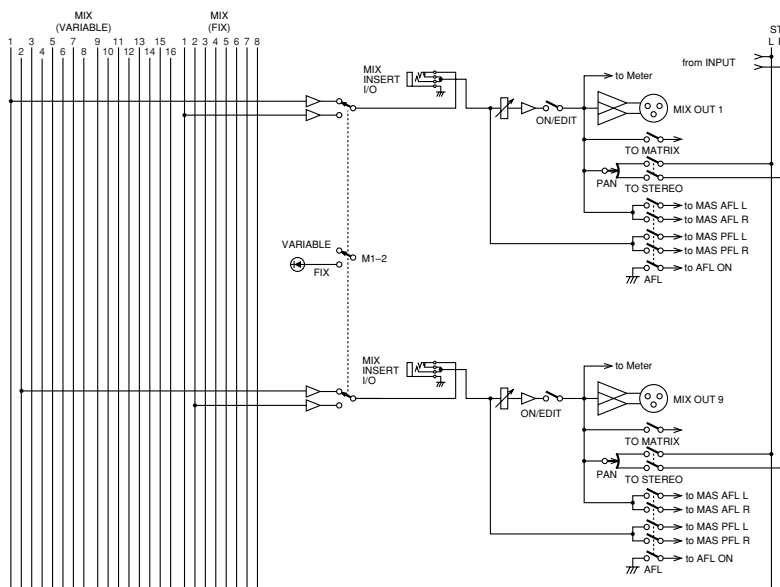 MIX
(VARIABLE)
MIX
(FIX)
1 3 5 7 9 11 13 15 1 3 5 7
2 4 6 8 10 12 14 16 2 4 6 8
ST
L R
from INPUT
MIX
INSERT
I/O
to Meter
ON/EDIT
MIX OUT 1
TO MATRIX
PAN
TO STEREO
to MAS AFL L
to MAS AFL R
to MAS PFL L
to MAS PFL R
to AFL ON
AFL
VARIABLE
FIX
M1–2
MIX
INSERT
I/O
to Meter
ON/EDIT
MIX OUT 9
TO MATRIX
PAN
TO STEREO
to MAS AFL L
to MAS AFL R
to MAS PFL L
to MAS PFL R
to AFL ON
AFL